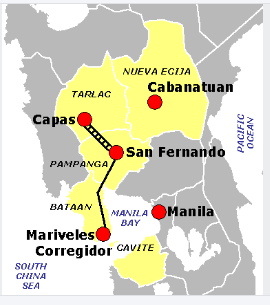 NUEVA ECIJA
Cabanatuan
TARLAC
Capas
San Fernando
PAMPANGA
PACIFIC
OCEAN
BATAAN
MANILA
BAY
Manila
Mariveles
Corregidor
CAVITE
SOUTH
CHINA
SEA